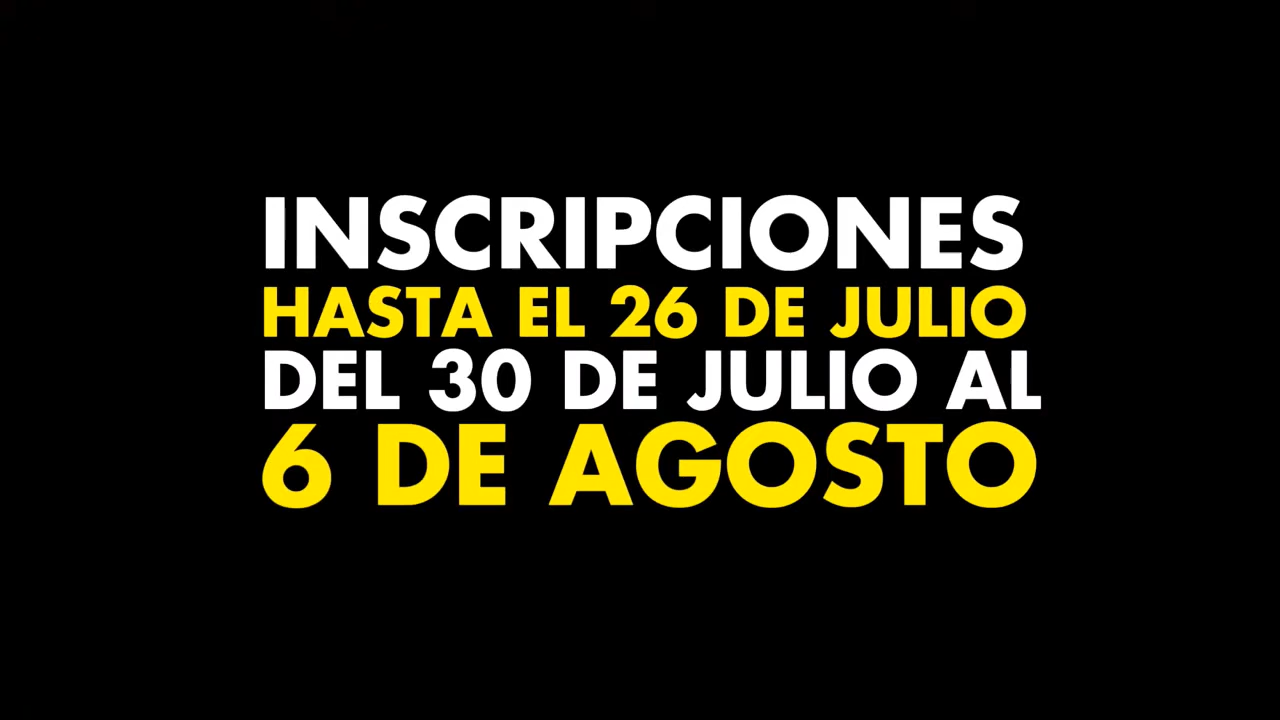 INSCRIPCIONES
HASTA EL 26 DE JULIO
DEL 30 DE JULIO AL
6 DE AGOSTO